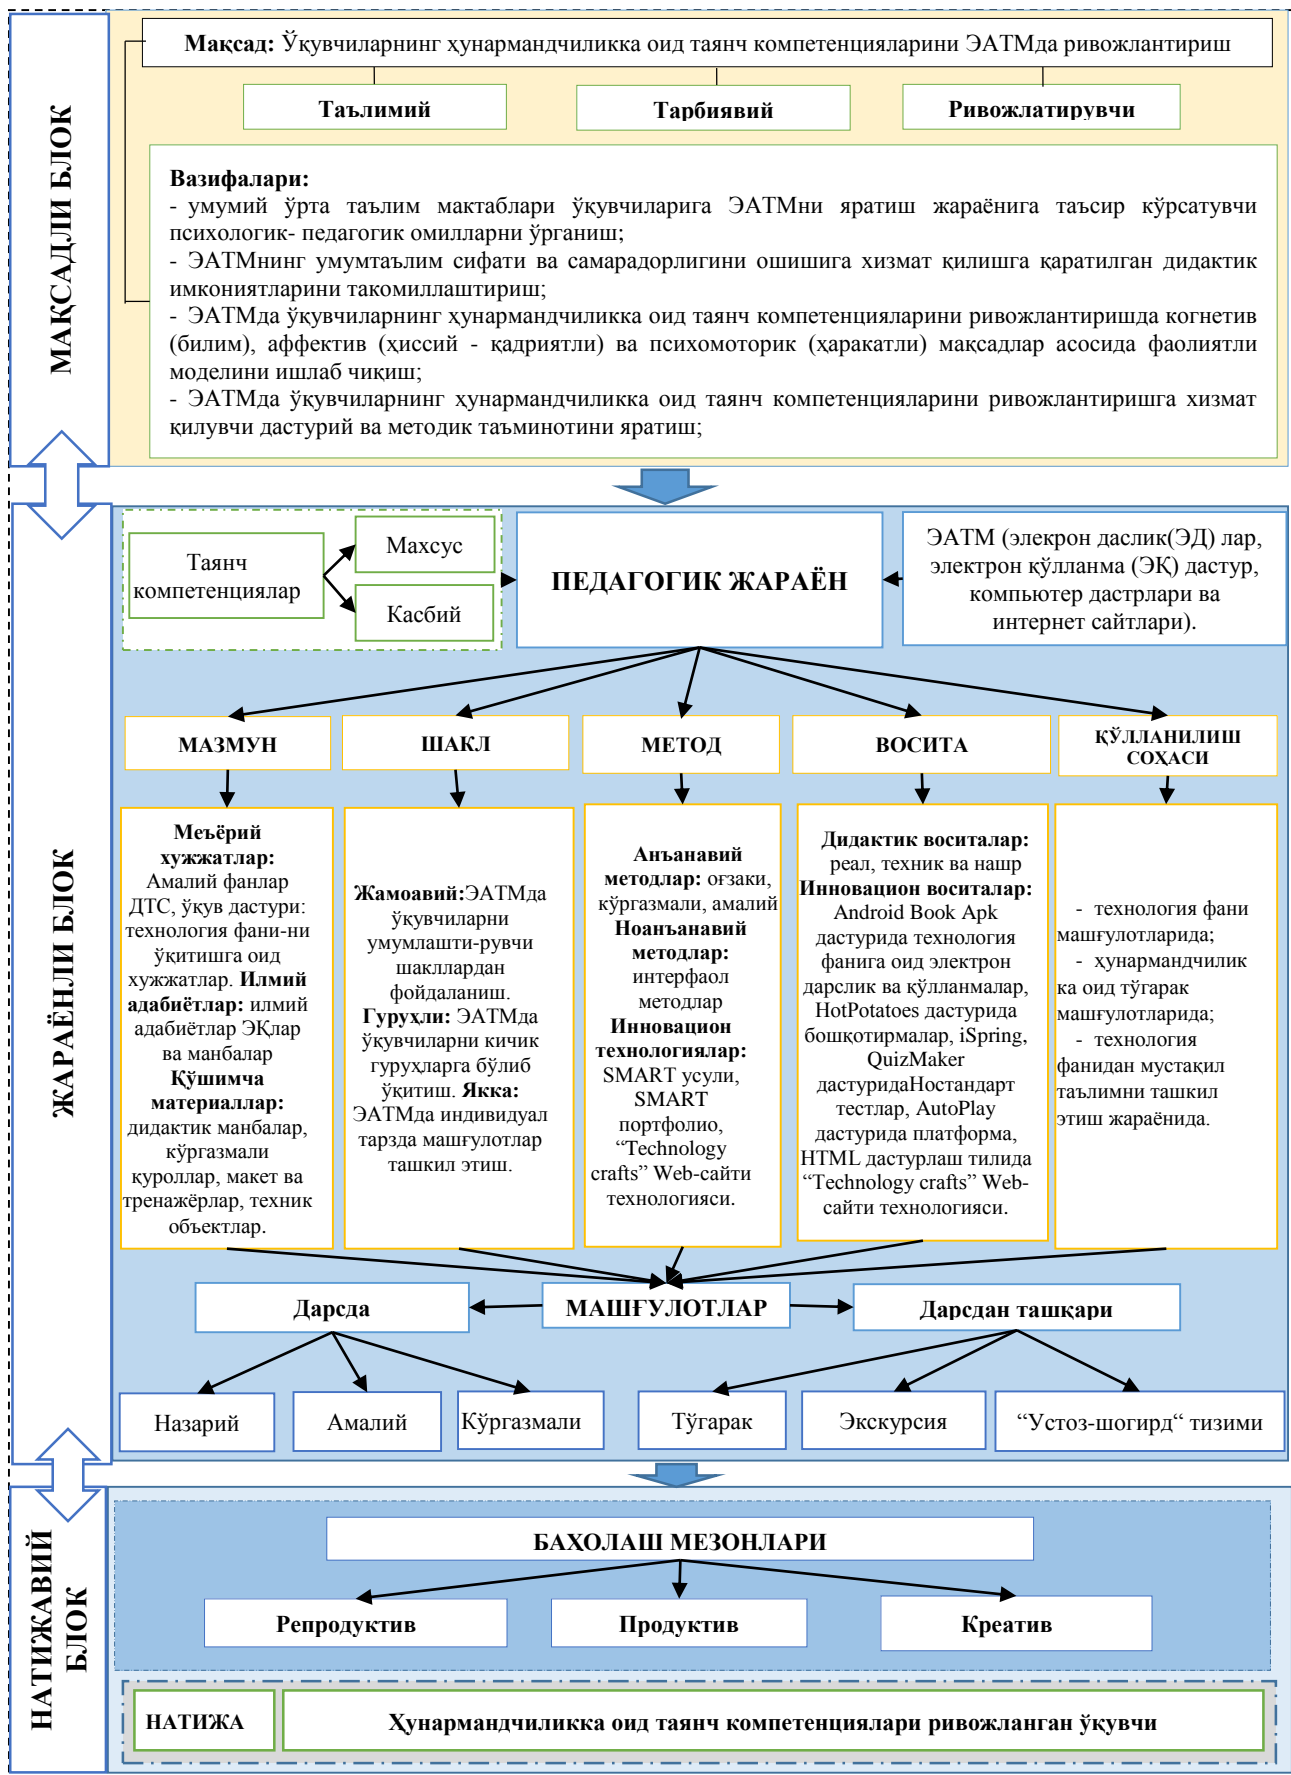 МАҚСАДЛИ БЛОК
Мақсад: Ўқувчиларнинг ҳунармандчиликка оид таянч компетенцияларини ЭАТМда ривожлантириш
Таълимий
Тарбиявий
Ривожлатирувчи
Вазифалари:
- умумий ўрта таълим мактаблари ўқувчиларига ЭАТМни яратиш жараёнига таъсир кўрсатувчи
психологик- педагогик омилларни ўрганиш;
- ЭАТМнинг умумтаълим сифати ва самарадорлигини ошишига хизмат қилишга қаратилган дидактик
имкониятларини такомиллаштириш;
- ЭАТМда ўқувчиларнинг ҳунармандчиликка оид таянч компетенцияларини ривожлантиришда когнетив
(билим), аффектив (ҳиссий - қадриятли) ва психомоторик (ҳаракатли) мақсадлар асосида фаолиятли
моделини ишлаб чиқиш;
- ЭАТМда ўқувчиларнинг ҳунармандчиликка оид таянч компетенцияларини ривожлантиришга хизмат
қилувчи дастурий ва методик таъминотини яратиш;
ЖАРАЁНЛИ БЛОК
Таянч
компетенциялар
Махсус
Касбий
ПЕДАГОГИК ЖАРАЁН
ЭАТМ (элекрон даслик(ЭД) лар,
электрон қўлланма (ЭҚ) дастур,
компьютер дастрлари ва
интернет сайтлари).
МАЗМУН
ШАКЛ
МЕТОД
ВОСИТА
ҚЎЛЛАНИЛИШ
СОҲАСИ
Меъёрий
хужжатлар:
Амалий фанлар
ДТС, ўқув дастури:
технология фани-ни
ўқитишга оид
хужжатлар. Илмий
адабиётлар: илмий
адабиётлар ЭҚлар
ва манбалар
Қўшимча
материаллар:
дидактик манбалар,
кўргазмали
қуроллар, макет ва
тренажёрлар, техник
объектлар.
Жамоавий:ЭАТМда
ўқувчиларни
умумлашти-рувчи
шакллардан
фойдаланиш.
Гуруҳли: ЭАТМда
ўқувчиларни кичик
гуруҳларга бўлиб
ўқитиш. Якка:
ЭАТМда индивидуал
тарзда машғулотлар
ташкил этиш.
Анъанавий
методлар: оғзаки,
кўргазмали, амалий
Ноанъанавий
методлар:
интерфаол
методлар
Инновацион
технологиялар:
SMART усули,
SMART
портфолио,
“Technology
crafts” Web-сайти
технологияси.
Дидактик воситалар:
реал, техник ва нашр
Инновацион воситалар:
Android Book Apk
дастурида технология
фанига оид электрон
дарслик ва қўлланмалар,
HotPotatoes дастурида
бошқотирмалар, iSpring,
QuizMaker
дастуридаНостандарт
тестлар, AutoPlay
дастурида платформа,
HTML дастурлаш тилида
“Technology crafts” Web-
сайти технологияси.
- технология фани
машғулотларида;
- ҳунармандчилик
ка оид тўгарак
машғулотларида;
- технология
фанидан мустақил
таълимни ташкил
этиш жараёнида.
Дарсда
МАШҒУЛОТЛАР
Дарсдан ташқари
Назарий
Амалий
Кўргазмали
Тўгарак
Экскурсия
“Устоз-шогирд“ тизими
НАТИЖАВИЙ
БЛОК
БАХОЛАШ МЕЗОНЛАРИ
Репродуктив
Продуктив
Креатив
НАТИЖА
Ҳунармандчиликка оид таянч компетенциялари ривожланган ўқувчи